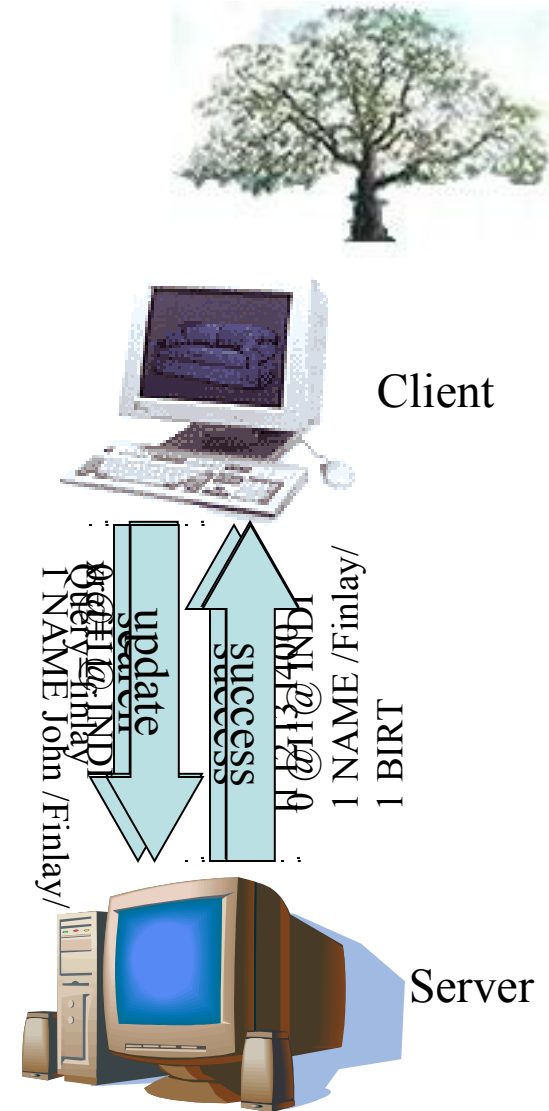 Client
update
search
Query=Finlay
0 @I1@ INDI
1 NAME John /Finlay/
success
success
0 @I1@ INDI
1 NAME /Finlay/
1 BIRT
Server